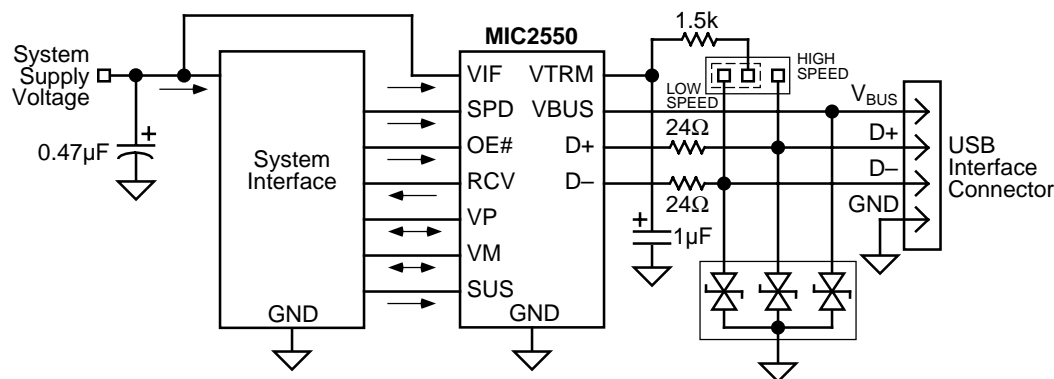 System
Supply
Voltage
0.47µF
+
System
Interface
GND
MIC2550
VIF
SPD
OE#
RCV
VP
VM
SUS
VTRM
VBUS
D+
D–
GND
1.5k
LOW
SPEED
HIGH
SPEED
24Ω
24Ω
+
1µF
VBUS
D+
D–
GND
USB
Interface
Connector